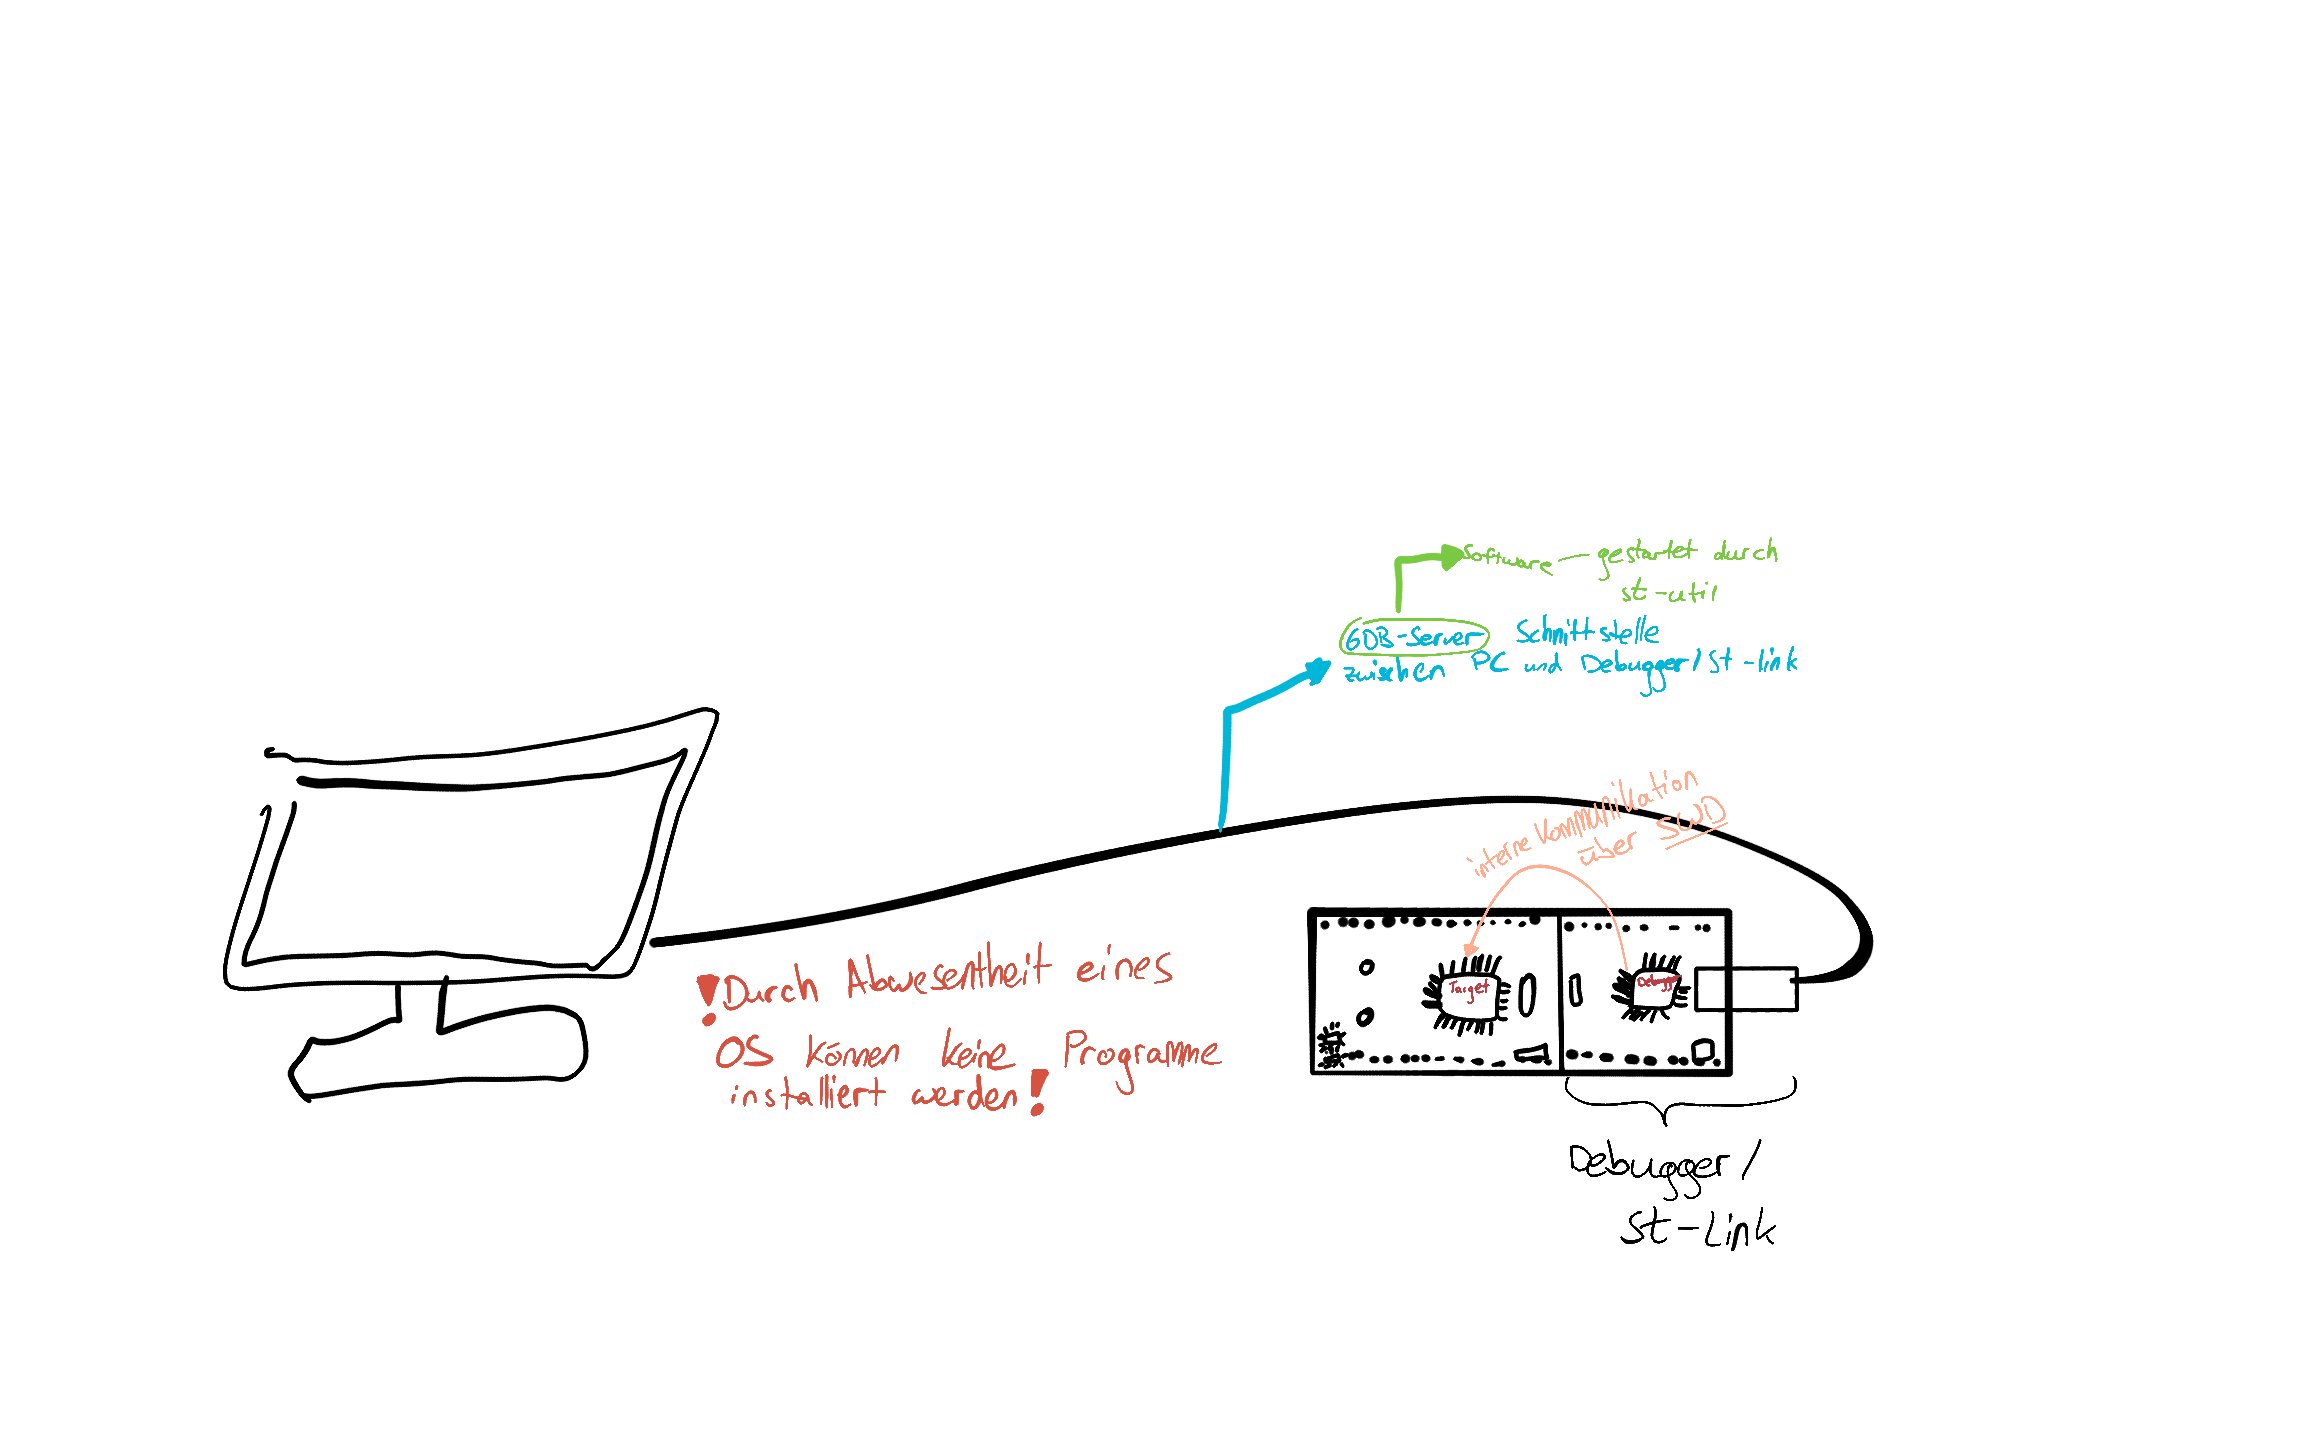 Software — gestartet durch
st-util
GDB-Server Schnittstelle
zwischen PC und Debugger/St-link
interne Kommunikation
über SWD
! Durch Abwesentheit eines
OS können keine Programme
installiert werden!
Target
Debugger
Debugger/
St-Link